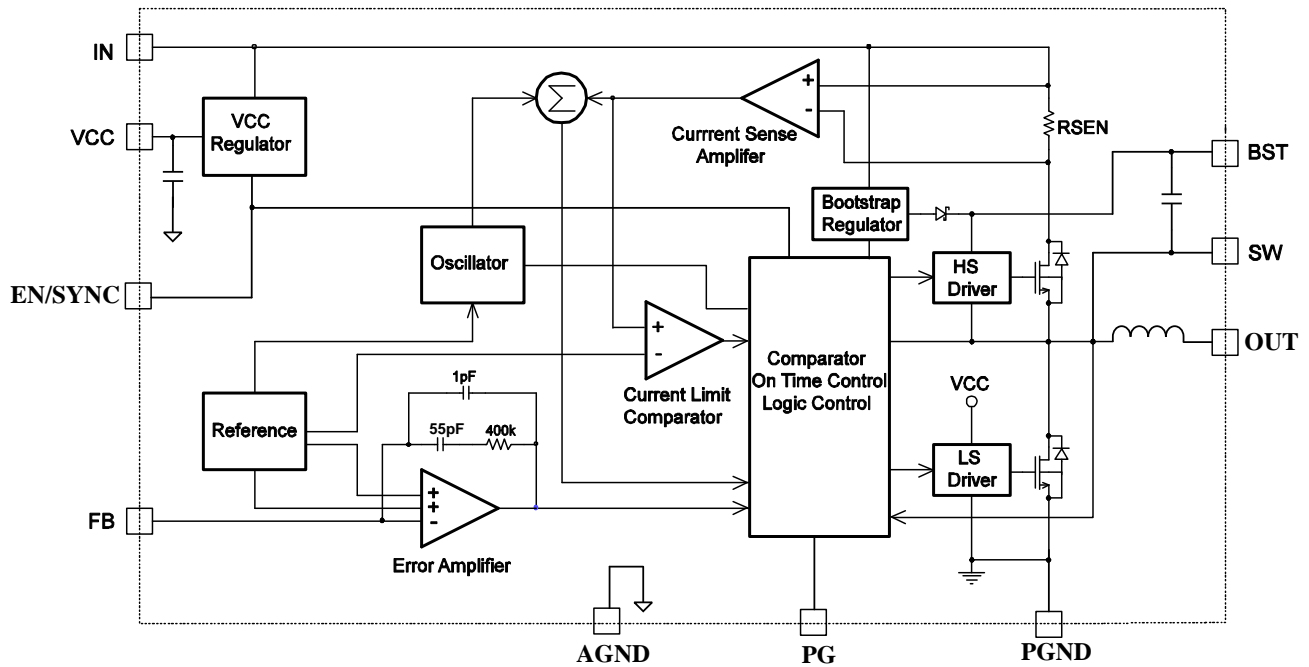 IN
VCC
EN/SYNC
FB
VCC
Regulator
Σ
+
-
Currrent Sense
Amplifer
RSEN
BST
Bootstrap
Regulator
SW
Oscillator
HS
Driver
+
-
Current Limit
Comparator
OUT
Comparator
On Time Control
Logic Control
VCC
1pF
55pF
400k
Reference
LS
Driver
+
+
-
Error Amplifier
AGND
PG
PGND